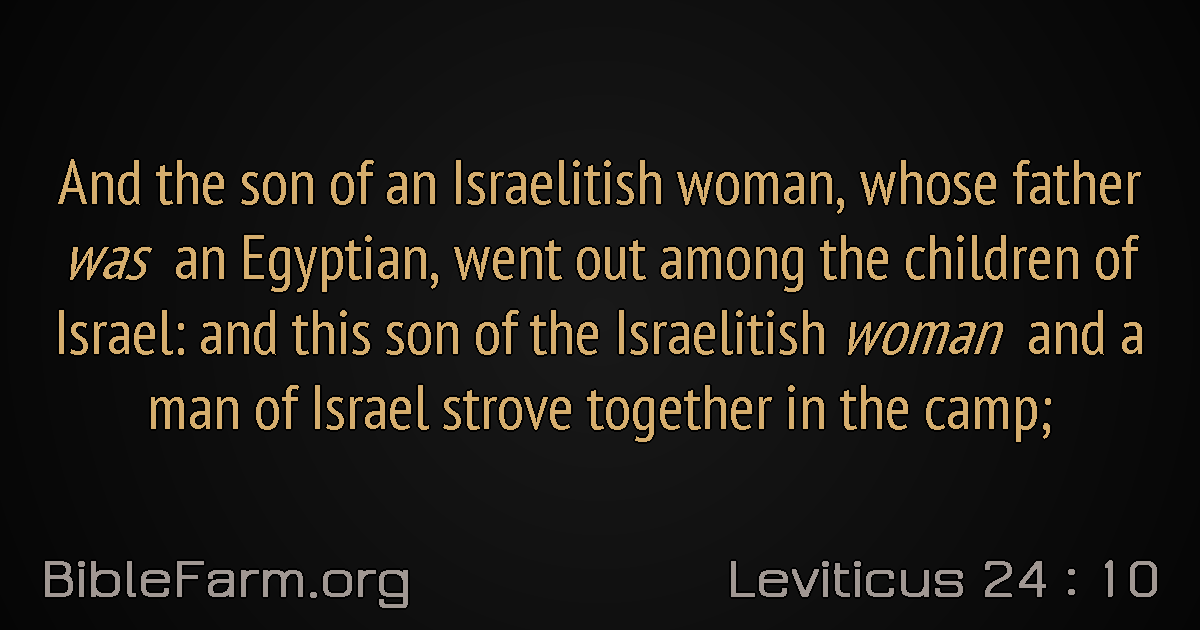 And the son of an Israelitish woman, whose father
was an Egyptian, went out among the children of
Israel: and this son of the Israelitish woman and a
man of Israel strove together in the camp;
BibleFarm.org
Leviticus 24 : 10